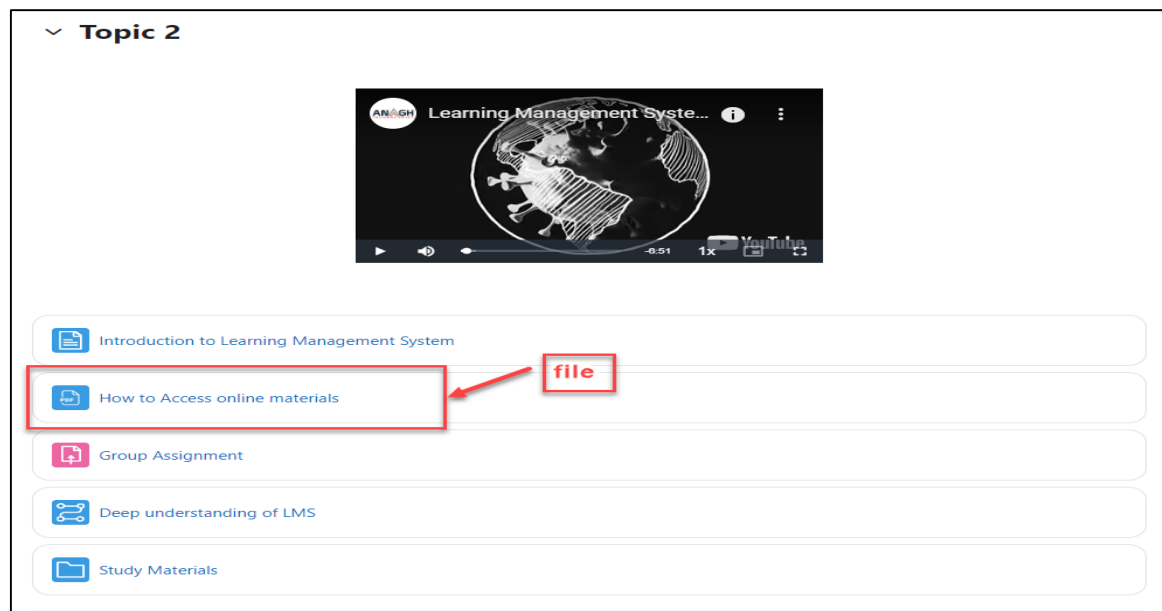 Topic 2
ANAGH
Learning Management Syste...
-6:51
1x
YouTube
Introduction to Learning Management System
file
PDF
How to Access online materials
Group Assignment
Deep understanding of LMS
Study Materials